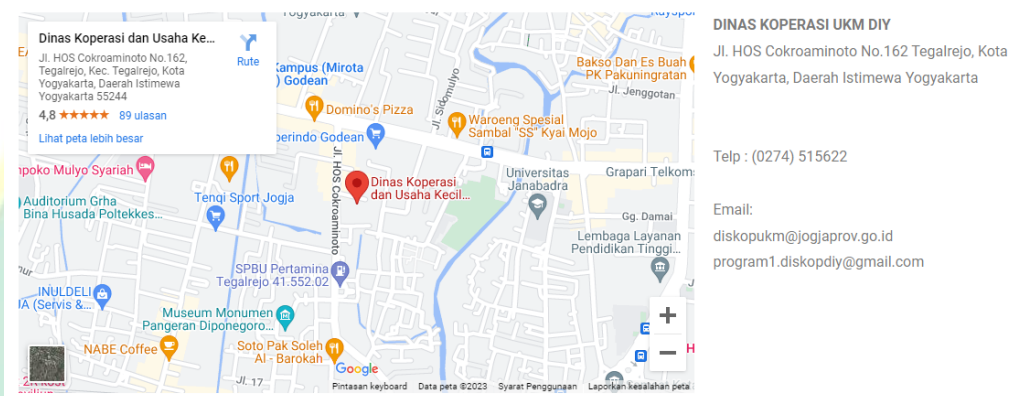 Yogyakarta
Dinas Koperasi dan Usaha Ke...
Jl. HOS Cokroaminoto No.162,
Tegalrejo, Kec. Tegalrejo, Kota
Yogyakarta, Daerah Istimewa
Yogyakarta 55244
4,8
89 ulasan
Lihat peta lebih besar
Rute
Kampus (Mirota
) Godean
Domino's Pizza
perindo Godean
Jl. HOS Cokroaminoto
Jl. Sidomulyo
Bakso Dan Es Buah
PK Pakuningratan
Jl. Jenggotan
Waroeng Spesial
Sambal "SS" Kyai Mojo
mpoko Mulyo Syariah
Auditorium Grha
Bina Husada Poltekkes...
Tenqi Sport Jogja
Dinas Koperasi
dan Usaha Kecil...
Universitas
Janabadra
Grapari Telkoms
Gg. Damai
Lembaga Layanan
Pendidikan Tinggi...
SPBU Pertamina
Tegalrejo 41.552.02
INULDELI
JA (Servis &...
Museum Monumen
Pangeran Diponegoro...
NABE Coffee
Soto Pak Soleh
Al - Barokah
Jl. 17
Google
Pintasan keyboard
Data peta ©2023
Syarat Penggunaan
Laporkan kesalahan peta
DINAS KOPERASI UKM DIY
Jl. HOS Cokroaminoto No.162 Tegalrejo, Kota
Yogyakarta, Daerah Istimewa Yogyakarta
Telp : (0274) 515622
Email:
diskopukm@jogjaprov.go.id
program1.diskopdiy@gmail.com